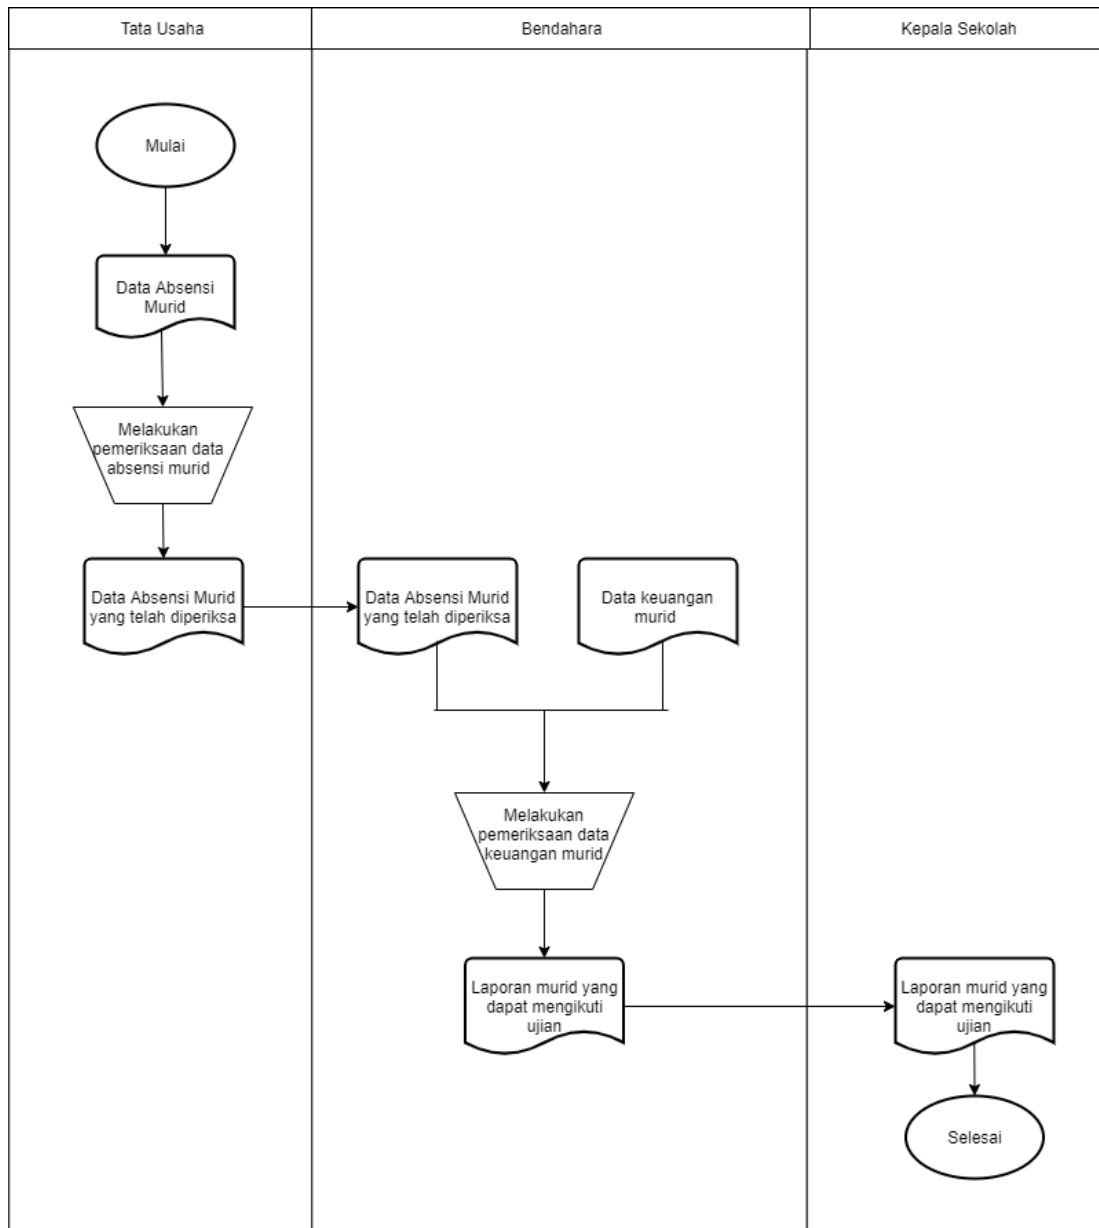 Tata Usaha
Bendahara
Kepala Sekolah
Mulai
Data Absensi
Murid
Melakukan
pemeriksaan data
absensi murid
Data Absensi Murid
yang telah diperiksa
Data Absensi Murid
yang telah diperiksa
Data keuangan
murid
Melakukan
pemeriksaan data
keuangan murid
Laporan murid yang
dapat mengikuti
ujian
Laporan murid yang
dapat mengikuti
ujian
Selesai